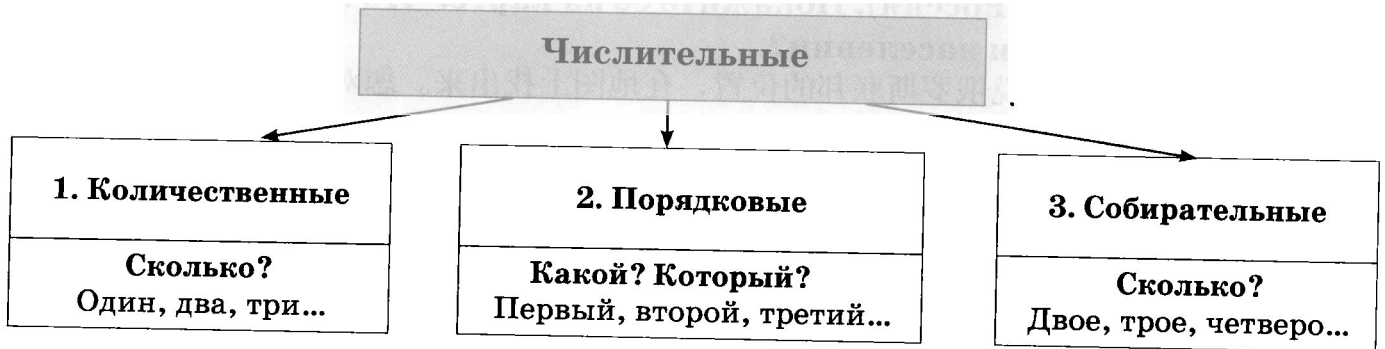 Числительные
1. Количественные
Сколько?
Один, два, три...
2. Порядковые
Какой? Который?
Первый, второй, третий...
3. Собирательные
Сколько?
Двое, трое, четверо...